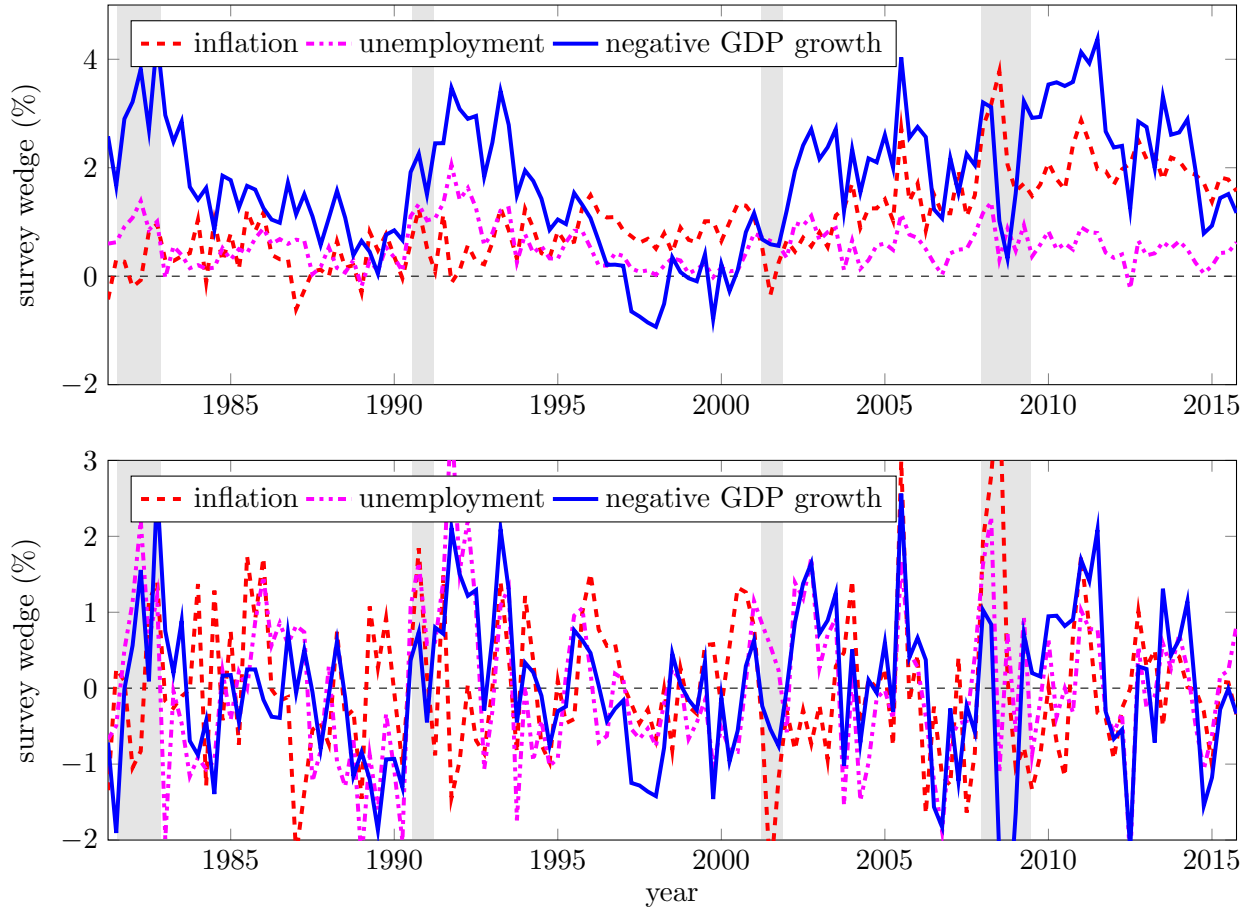 inflation unemployment negative GDP growth
survey wedge (%)
4
2
0
−2
1985 1990 1995 2000 2005 2010 2015
inflation unemployment negative GDP growth
survey wedge (%)
3
2
1
0
−1
−2
1985 1990 1995 2000 2005 2010 2015
year